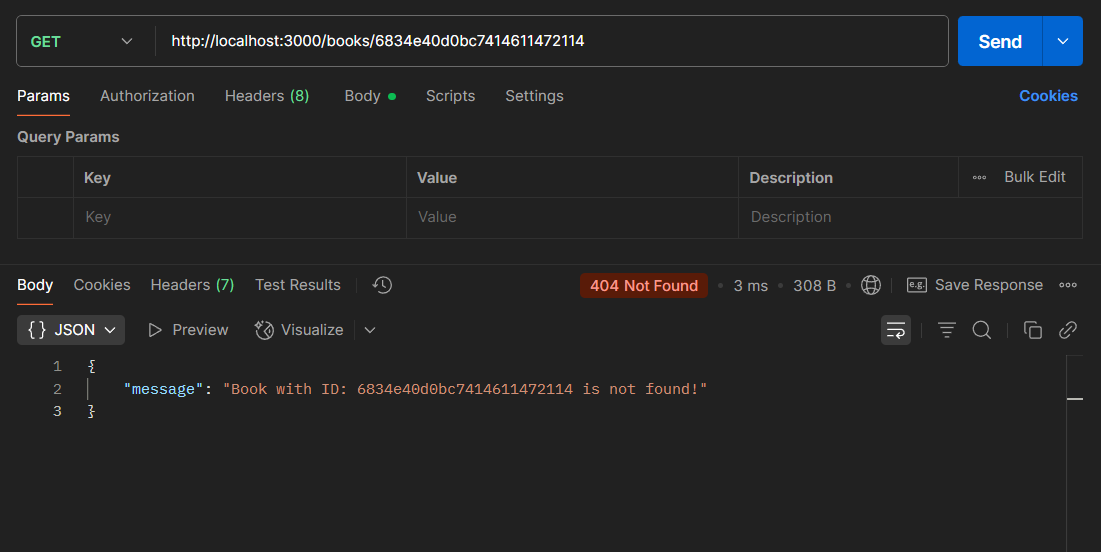 GET http://localhost:3000/books/6834e40d0bc7414611472114 Send
Params Authorization Headers (8) Body Scripts Settings Cookies
Query Params
Key Value Description Bulk Edit
Key Value Description
Body Cookies Headers (7) Test Results 404 Not Found 3 ms 308 B e.g. Save Response
{ } JSON Preview Visualize
1 {
2 "message": "Book with ID: 6834e40d0bc7414611472114 is not found!"
3 }